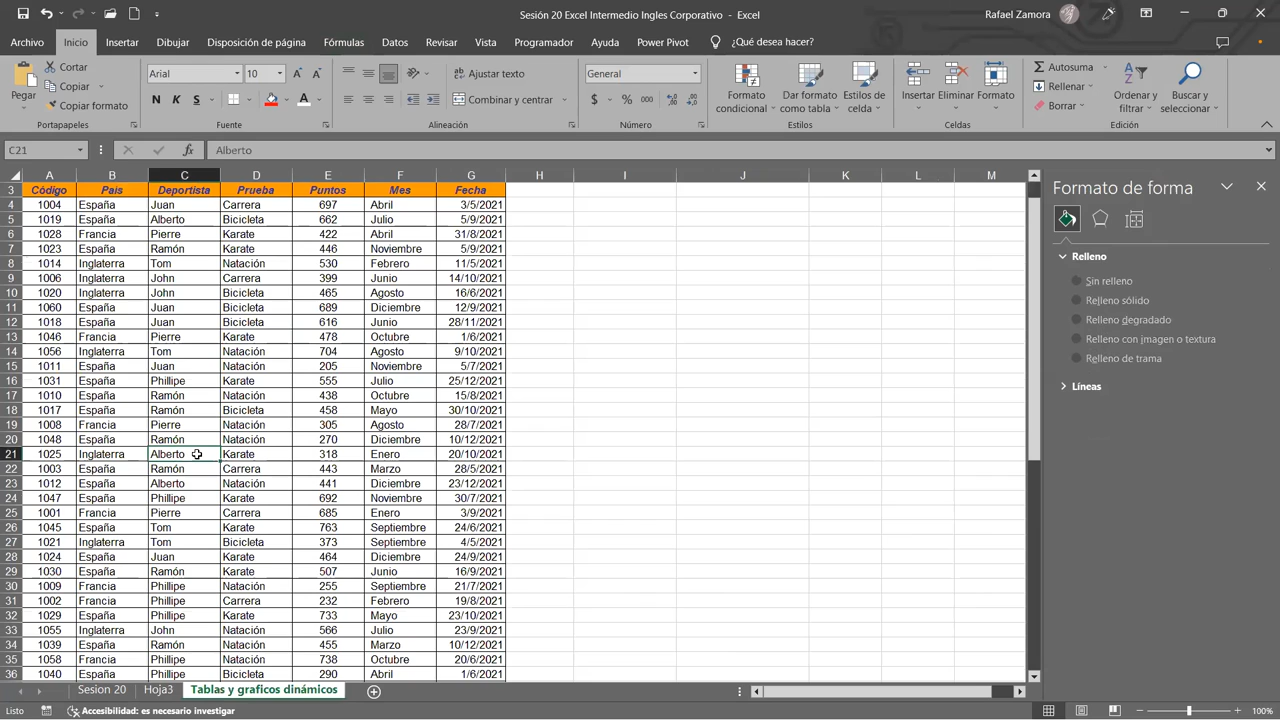 Sesión 20 Excel Intermedio Ingles Corporativo - Excel
Rafael Zamora
Archivo Inicio Insertar Dibujar Disposición de página Fórmulas Datos Revisar Vista Programador Ayuda Power Pivot ¿Qué desea hacer?
Pegar
Cortar
Copiar
Copiar formato
Portapapeles
Arial 10
N K S
Fuente
Ajustar texto
Combinar y centrar
Alineación
General
$ % 000
Número
Formato condicional
Dar formato como tabla
Estilos de celda
Estilos
Insertar Eliminar Formato
Celdas
Autosuma
Rellenar
Borrar
Ordenar y filtrar
Buscar y seleccionar
Edición
C21 fx Alberto
A B C D E F G H I J K L M
3 Código Pais Deportista Prueba Puntos Mes Fecha
4 1004 España Juan Carrera 697 Abril 3/5/2021
5 1019 España Alberto Bicicleta 662 Julio 5/9/2021
6 1028 Francia Pierre Karate 422 Abril 31/8/2021
7 1023 España Ramón Karate 446 Noviembre 5/9/2021
8 1014 Inglaterra Tom Natación 530 Febrero 11/5/2021
9 1006 Inglaterra John Carrera 399 Junio 14/10/2021
10 1020 Inglaterra John Bicicleta 465 Agosto 16/6/2021
11 1060 España Juan Bicicleta 689 Diciembre 12/9/2021
12 1018 España Juan Bicicleta 616 Junio 28/11/2021
13 1046 Francia Pierre Karate 478 Octubre 1/6/2021
14 1056 Inglaterra Tom Natación 704 Agosto 9/10/2021
15 1011 España Juan Natación 205 Noviembre 5/7/2021
16 1031 España Phillipe Karate 555 Julio 25/12/2021
17 1010 España Ramón Natación 438 Octubre 15/8/2021
18 1017 España Ramón Bicicleta 458 Mayo 30/10/2021
19 1008 Francia Pierre Natación 305 Agosto 28/7/2021
20 1048 España Ramón Natación 270 Diciembre 10/12/2021
21 1025 Inglaterra Alberto Karate 318 Enero 20/10/2021
22 1003 España Ramón Carrera 443 Marzo 28/5/2021
23 1012 España Alberto Natación 441 Diciembre 23/12/2021
24 1047 España Phillipe Karate 692 Noviembre 30/7/2021
25 1001 Francia Pierre Carrera 685 Enero 3/9/2021
26 1045 España Tom Karate 763 Septiembre 24/6/2021
27 1021 Inglaterra Tom Bicicleta 373 Septiembre 4/5/2021
28 1024 España Juan Karate 464 Diciembre 24/9/2021
29 1030 España Ramón Karate 507 Junio 16/9/2021
30 1009 Francia Phillipe Natación 255 Septiembre 21/7/2021
31 1002 Francia Phillipe Carrera 232 Febrero 19/8/2021
32 1029 España Phillipe Karate 733 Mayo 23/10/2021
33 1055 Inglaterra John Natación 566 Julio 23/9/2021
34 1039 España Ramón Natación 455 Marzo 10/12/2021
35 1058 Francia Phillipe Natación 738 Octubre 20/6/2021
36 1040 España Phillipe Bicicleta 290 Abril 1/6/2021
Formato de forma
Relleno
Sin relleno
Relleno sólido
Relleno degradado
Relleno con imagen o textura
Relleno de trama
Líneas
Sesion 20 Hoja3 Tablas y graficos dinámicos
Listo Accesibilidad: es necesario investigar 100%